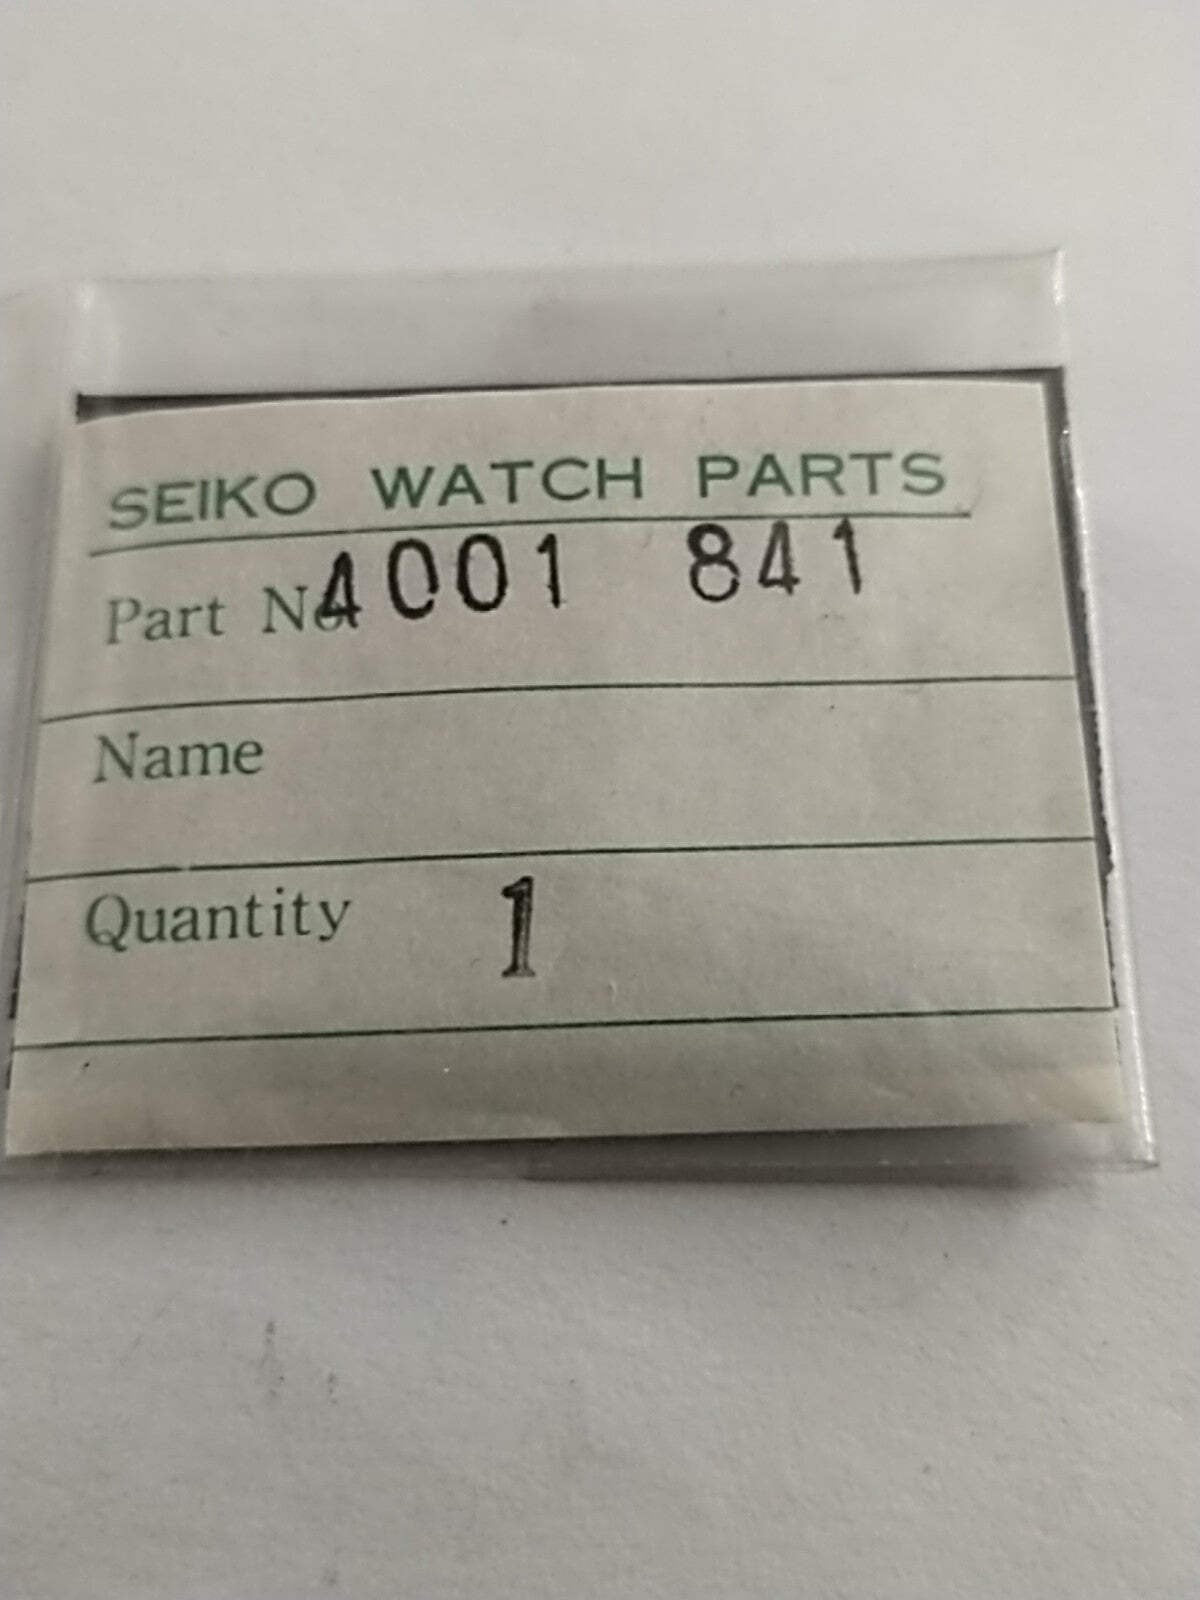 SEIKO WATCH PARTS
Part No. 4001 841
Name
Quantity 1